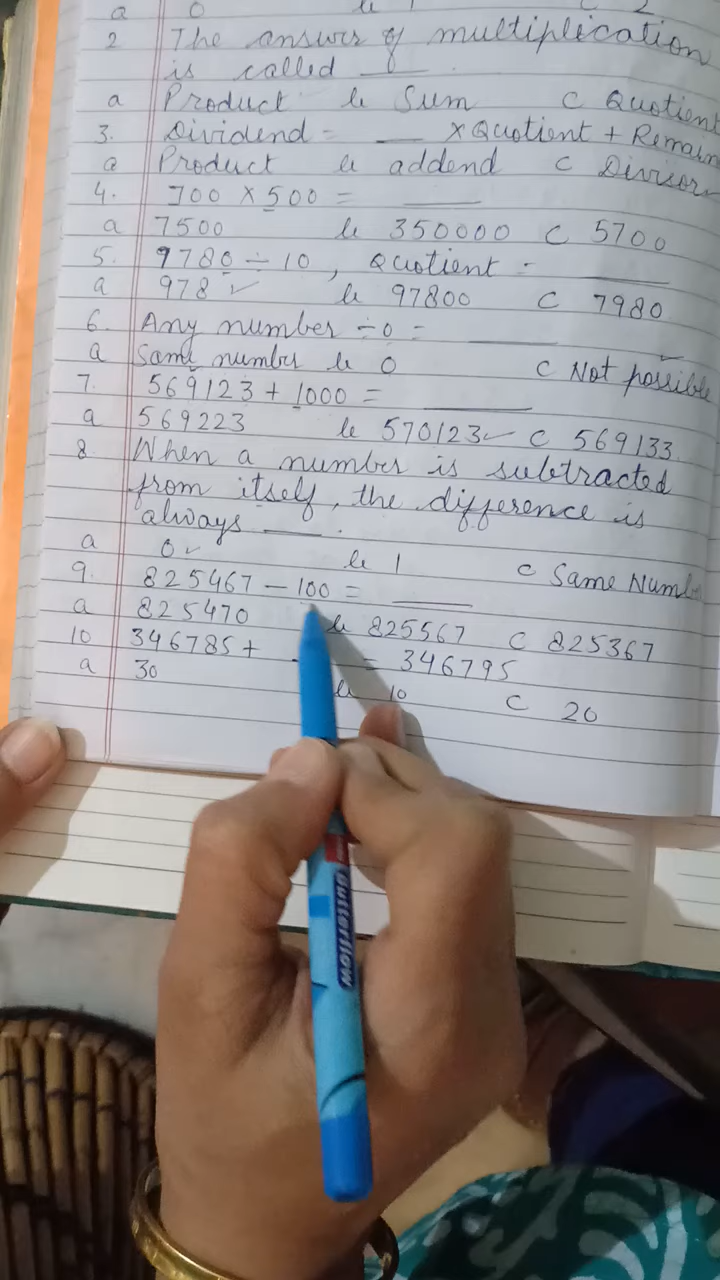 a 0 b 1 c 2
2 The answer of multiplication
is called ___.
a Product b Sum c Quotient
3. Dividend = ___ x Quotient + Remain
a Product b addend c Divisor
4. 700 x 500 = ___
a 7500 b 350000 c 5700
5. 9780 ÷ 10, Quotient = ___
a 978 ✓ b 97800 c 7980
6. Any number ÷ 0 = ___
a Same number b 0 c Not possible ✓
7. 569123 + 1000 = ___
a 569223 b 570123 ✓ c 569133
8. When a number is subtracted
from itself, the difference is
always ___.
a 0 ✓ b 1 c Same Numbe
9. 825467 - 100 = ___
a 825470 b 825567 c 825367
10 346785 + = 346795
a 30 b 10 c 20
Butterflow